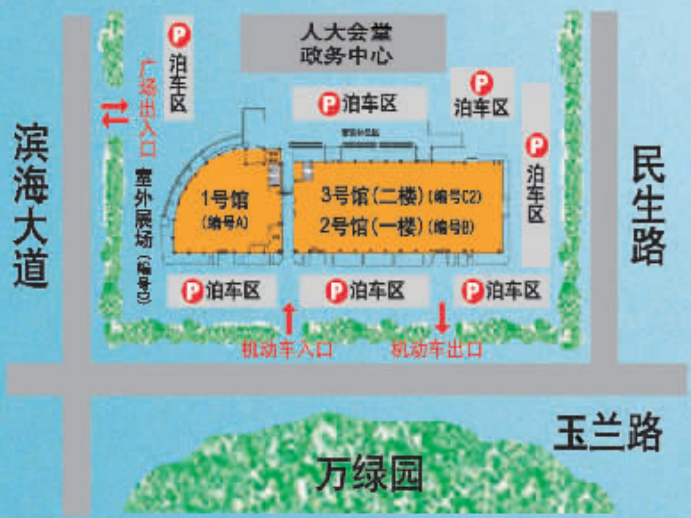 人大会堂
政务中心
P 泊车区
P 泊车区
P 泊车区
P 泊车区
广场出入口
滨海大道
室外展场(编号D)
1号馆
(编号A)
3号馆(二楼)(编号C2)
2号馆(一楼)(编号B)
民生路
P 泊车区
P 泊车区
P 泊车区
机动车入口
机动车出口
玉兰路
万绿园